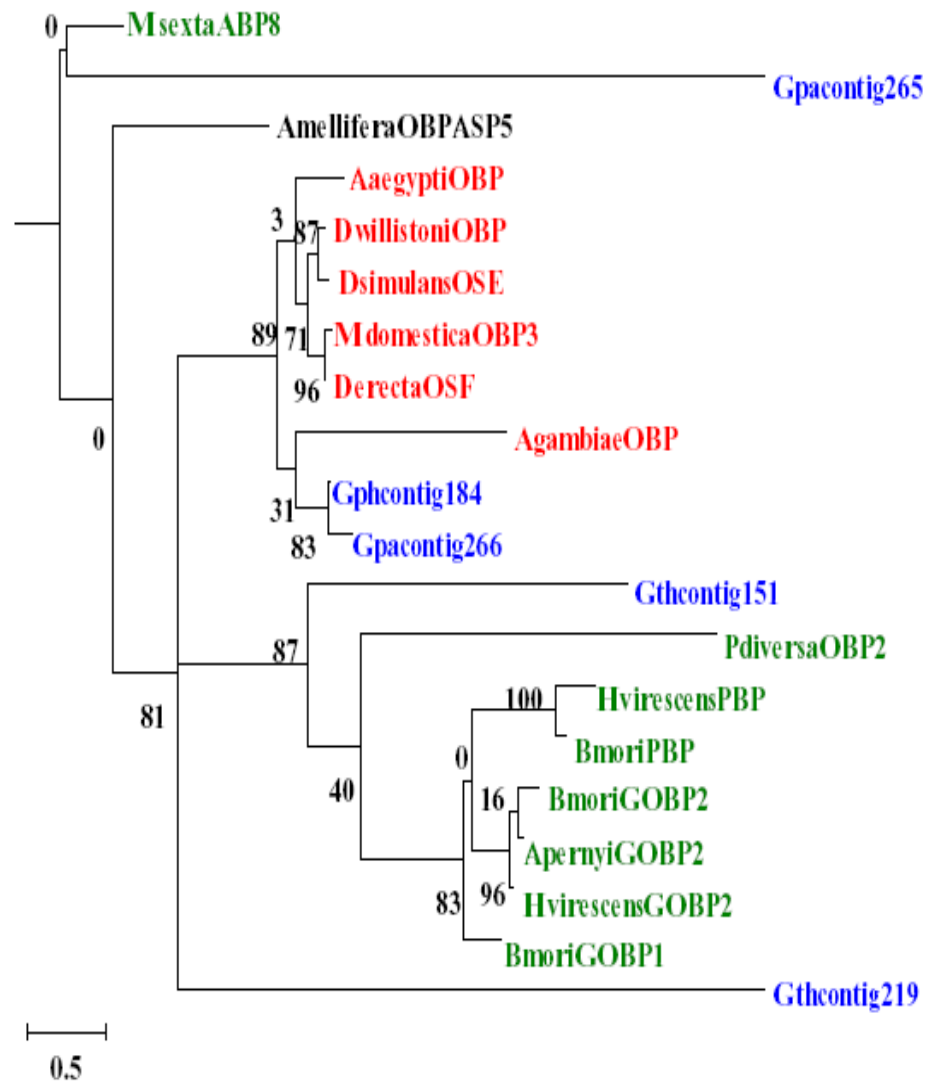 0
MsextaABP8
Gpacontig265
AmelliferaOBPASP5
AaegyptiOBP
3
87
DwillistoniOBP
DsimulansOSE
89
71
MdomesticaOBP3
96
DerectaOSF
0
AgambiaeOBP
Gphcontig184
31
83
Gpacontig266
Gthcontig151
87
PdiversaOBP2
81
100
HvirescensPBP
BmoriPBP
0
40
16
BmoriGOBP2
ApernyiGOBP2
83
96
HvirescensGOBP2
BmoriGOBP1
Gthcontig219
0.5